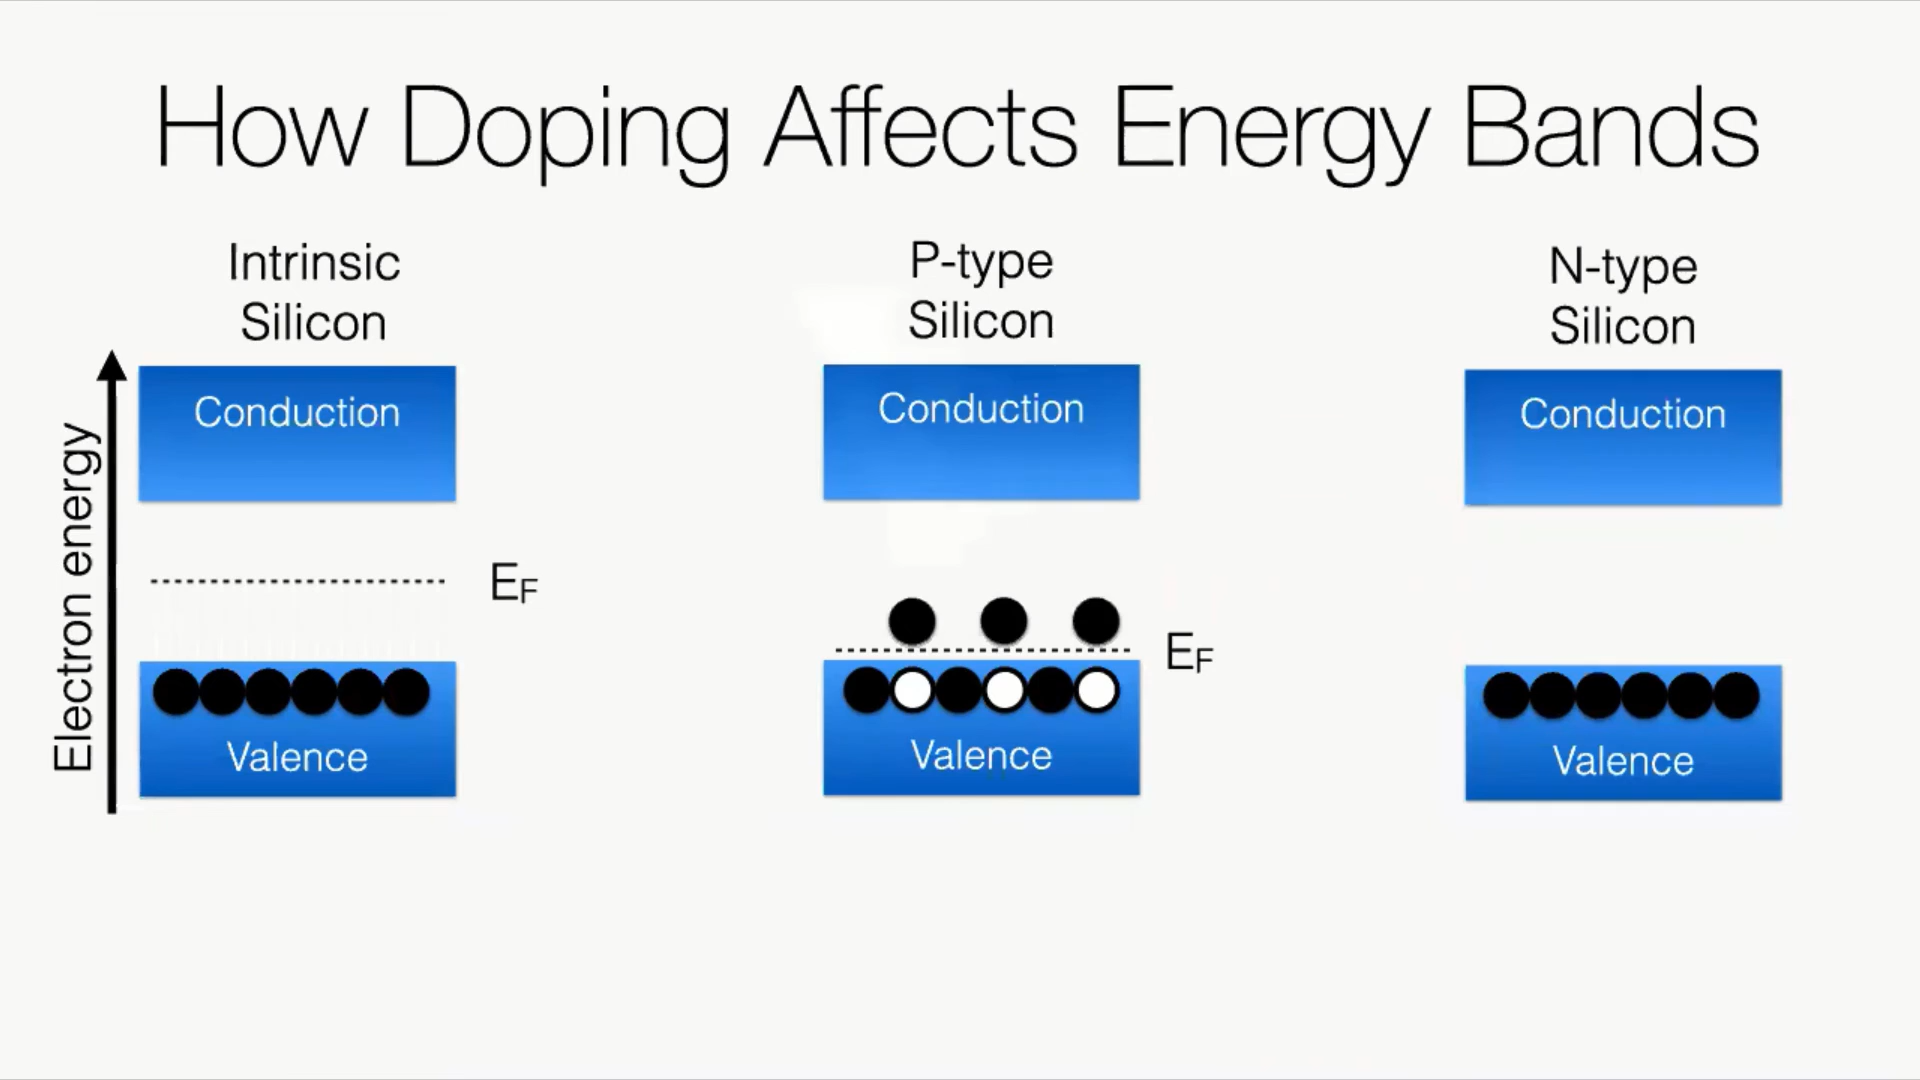 How Doping Affects Energy Bands
Intrinsic
Silicon
P-type
Silicon
N-type
Silicon
Electron energy
Conduction
Conduction
Conduction
EF
EF
Valence
Valence
Valence